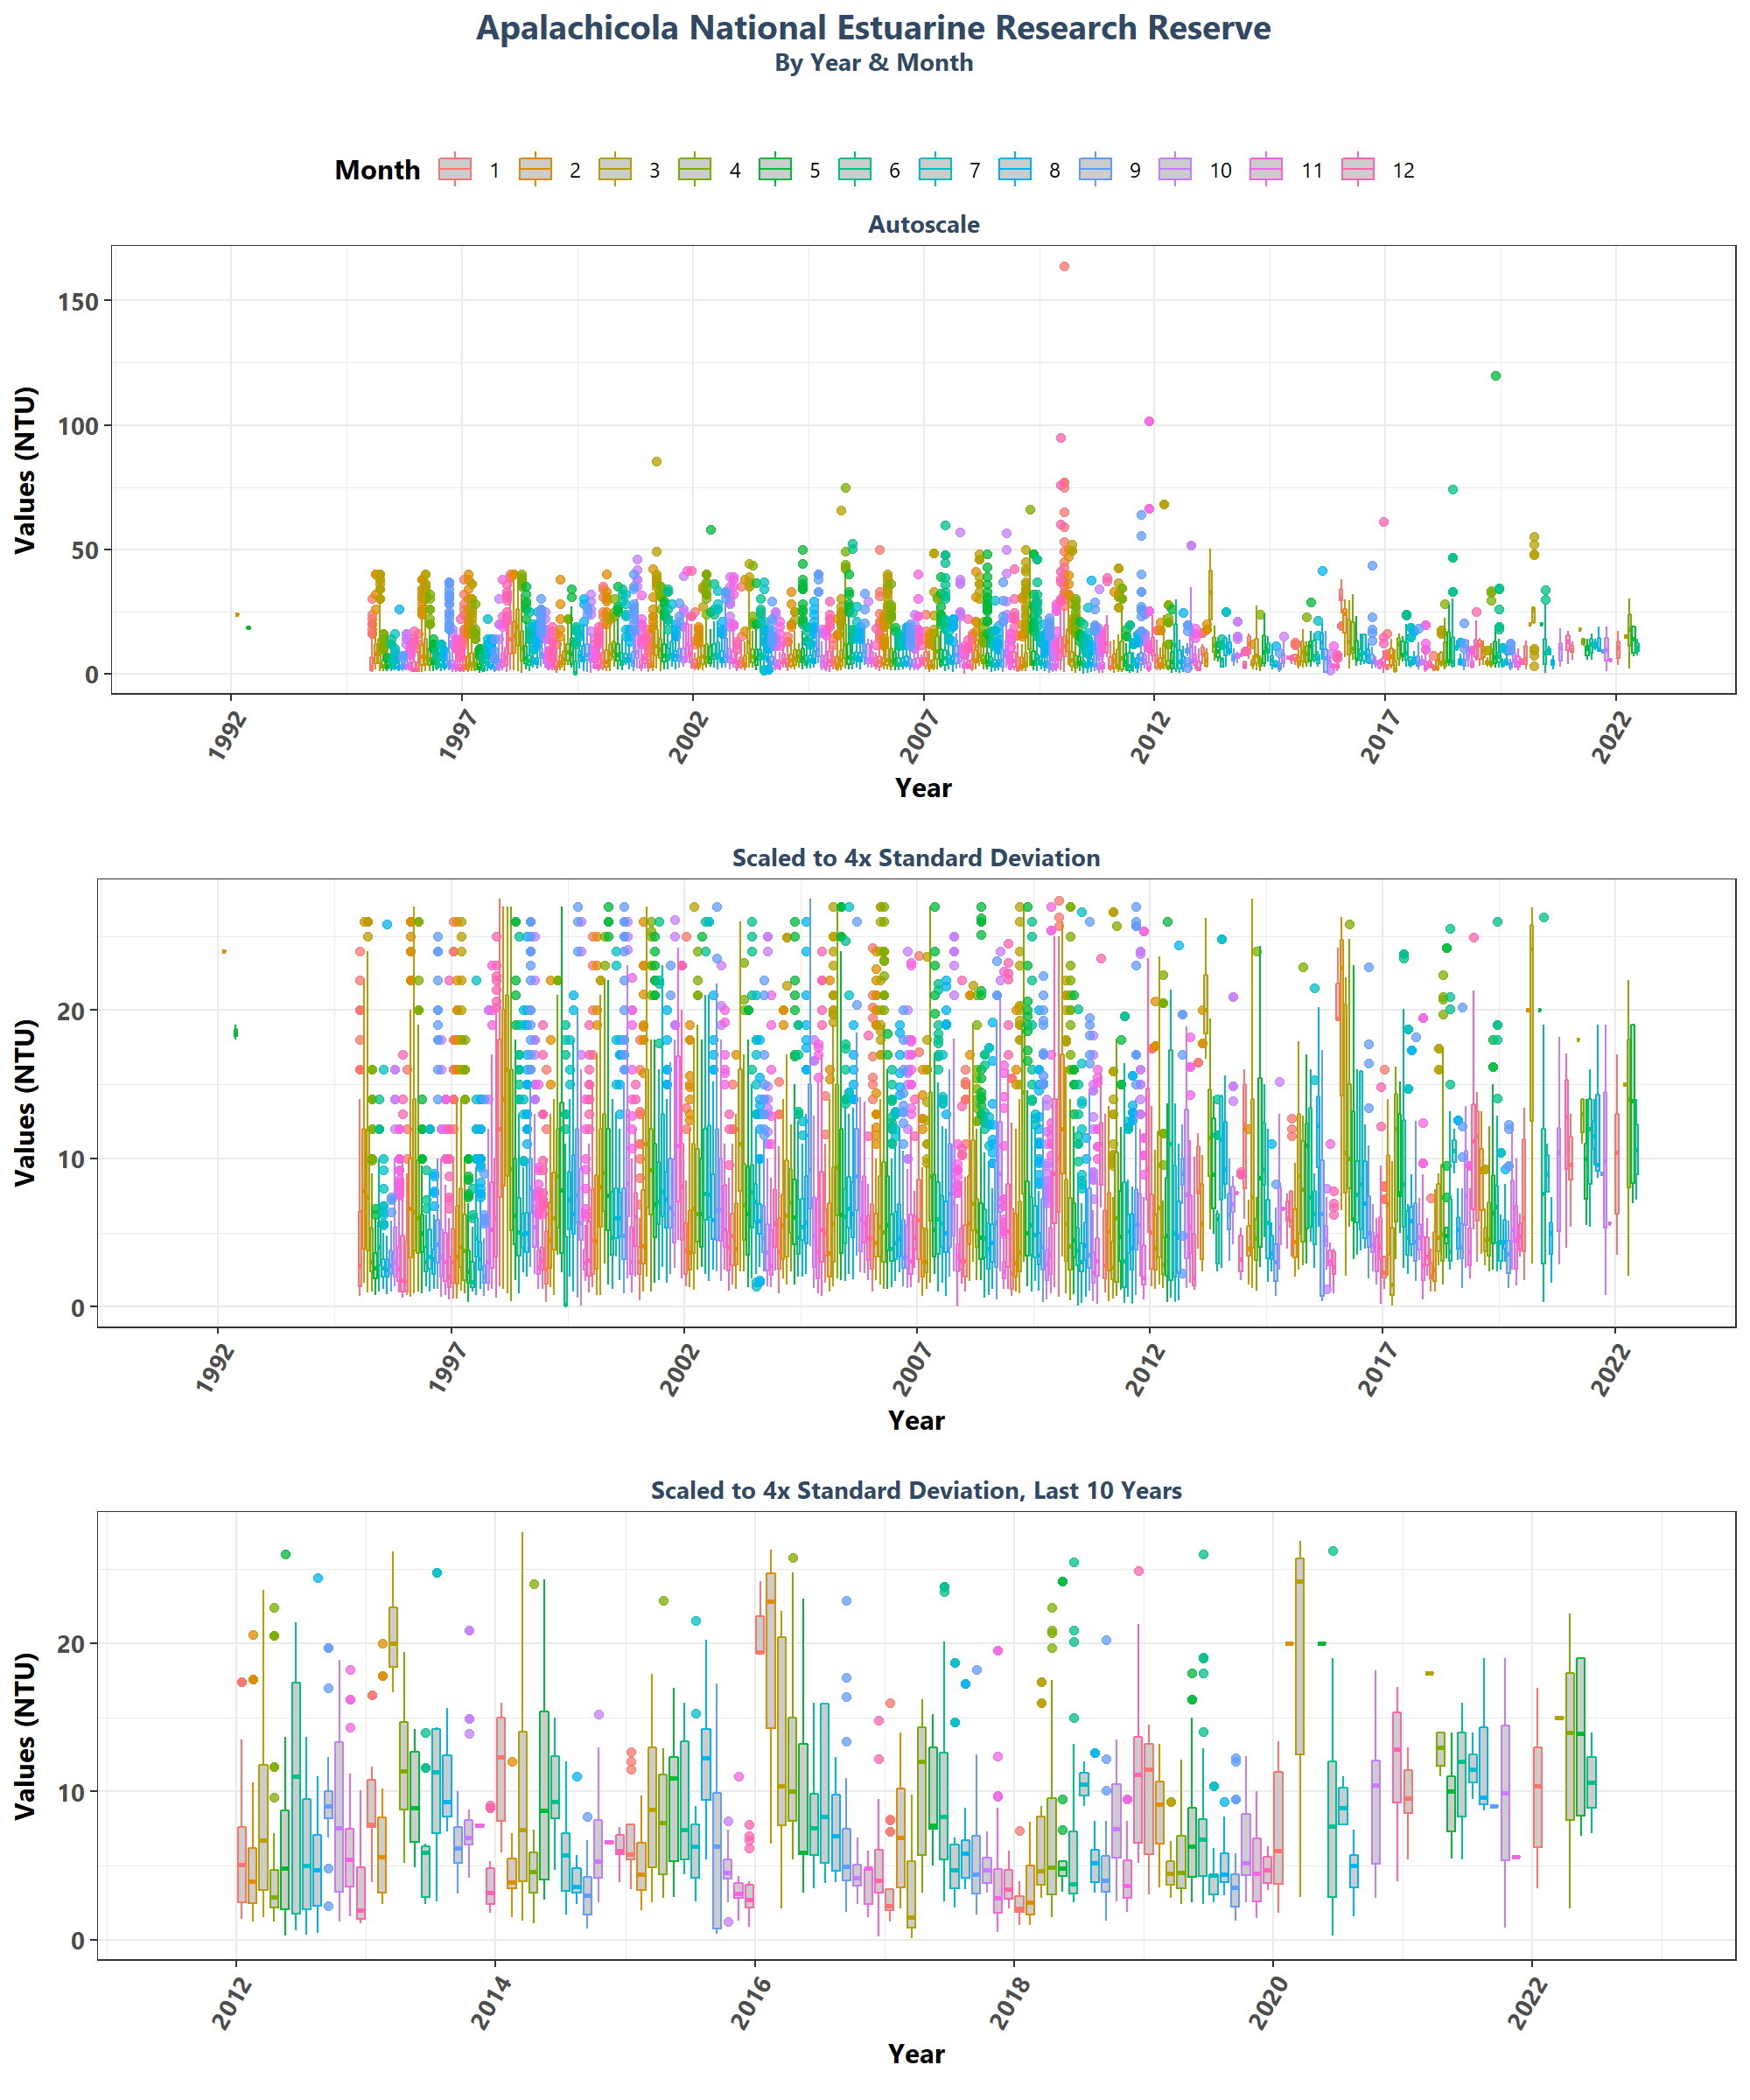 Apalachicola National Estuarine Research Reserve
By Year & Month
Month 1 2 3 4 5 6 7 8 9 10 11 12
Autoscale
Values (NTU)
150
100
50
0
1992 1997 2002 2007 2012 2017 2022
Year
Scaled to 4x Standard Deviation
Values (NTU)
20
10
0
1992 1997 2002 2007 2012 2017 2022
Year
Scaled to 4x Standard Deviation, Last 10 Years
Values (NTU)
20
10
0
2012 2014 2016 2018 2020 2022
Year